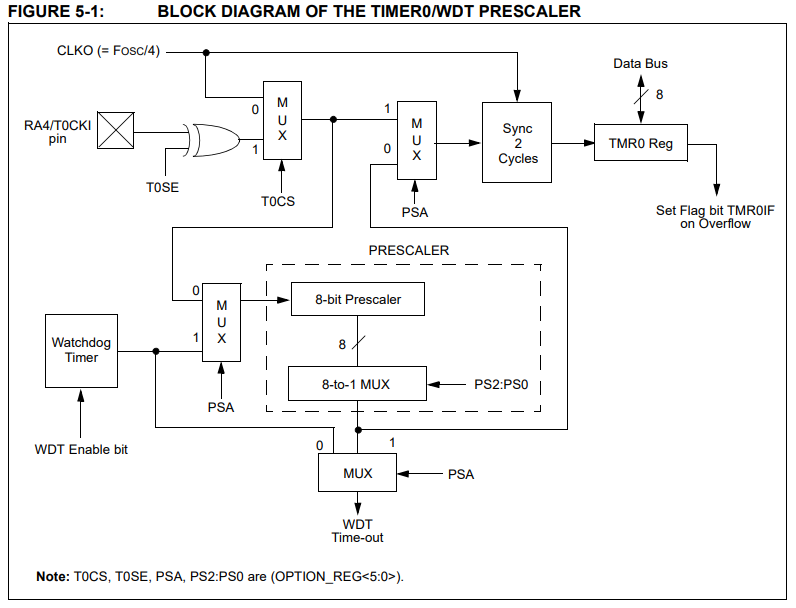 FIGURE 5-1: BLOCK DIAGRAM OF THE TIMER0/WDT PRESCALER
CLKO (= FOSC/4)
Data Bus
8
RA4/T0CKI
pin
T0SE
0
1
M
U
X
T0CS
1
0
M
U
X
PSA
Sync
2
Cycles
TMR0 Reg
Set Flag bit TMR0IF
on Overflow
PRESCALER
0
1
M
U
X
PSA
8-bit Prescaler
8
8-to-1 MUX
PS2:PS0
Watchdog
Timer
WDT Enable bit
0
1
MUX
PSA
WDT
Time-out
Note: T0CS, T0SE, PSA, PS2:PS0 are (OPTION_REG<5:0>).